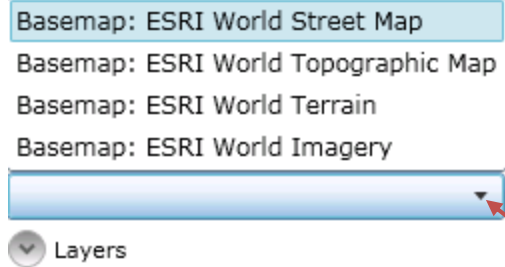 Basemap: ESRI World Street Map
Basemap: ESRI World Topographic Map
Basemap: ESRI World Terrain
Basemap: ESRI World Imagery
Layers